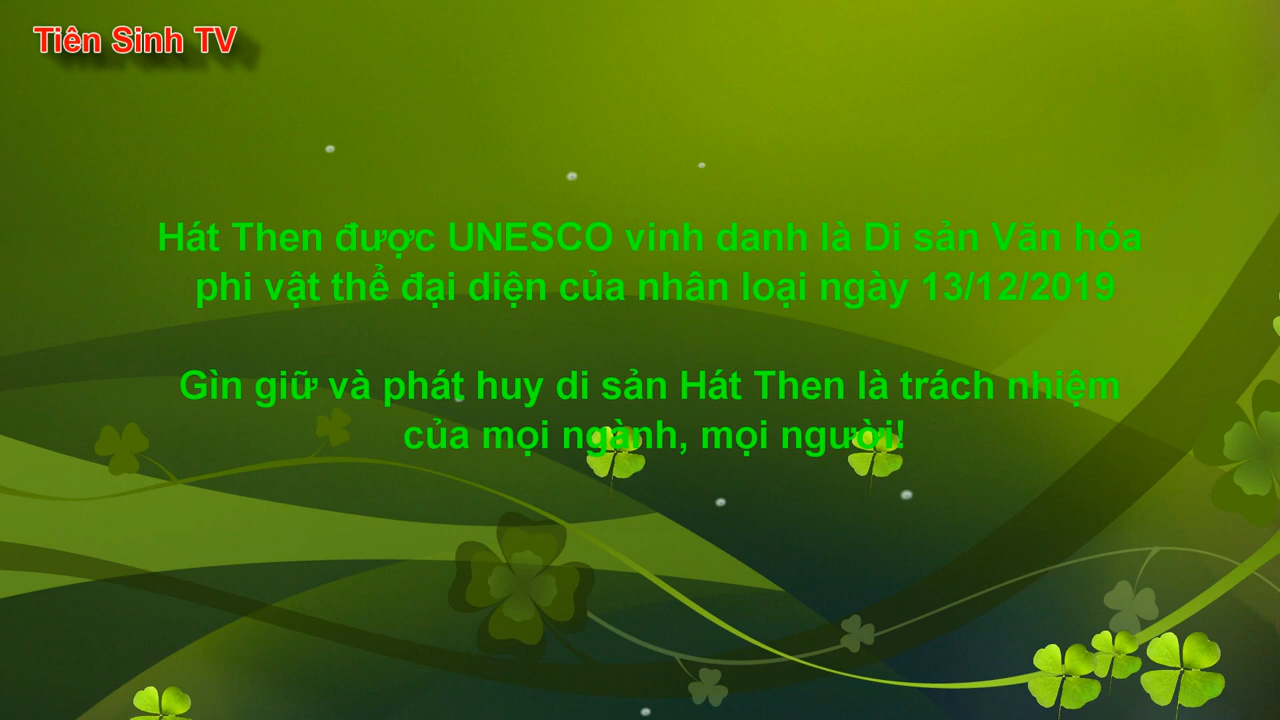 Tiên Sinh TV
Hát Then được UNESCO vinh danh là Di sản Văn hóa
phi vật thể đại diện của nhân loại ngày 13/12/2019
Gìn giữ và phát huy di sản Hát Then là trách nhiệm
của mọi ngành, mọi người!